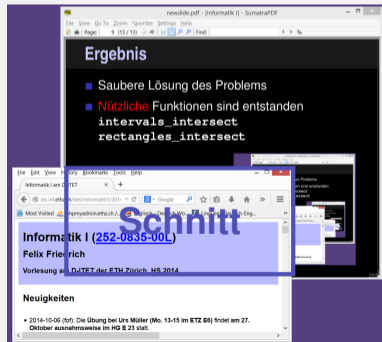 newslide.pdf - [Informatik I] - SumatraPDF
File View Go To Zoom Favorites Settings Help
Page: 9 (13 / 13) Find:
Ergebnis
Saubere Lösung des Problems
Nützliche Funktionen sind entstanden
intervals_intersect
rectangles_intersect
File Edit View History Bookmarks Tools Help
Informatik I am D-ITET
Google
Most Visited
Schnitt
Informatik I (252-0835-00L)
Felix Friedrich
Vorlesung am D-ITET der ETH Zürich, HS 2014
Neuigkeiten
2014-10-06 (fof): Die Übung bei Urs Müller (Mo. 13-15 im ETZ E6) findet am 27.
Oktober ausnahmsweise im HG E 23 statt.